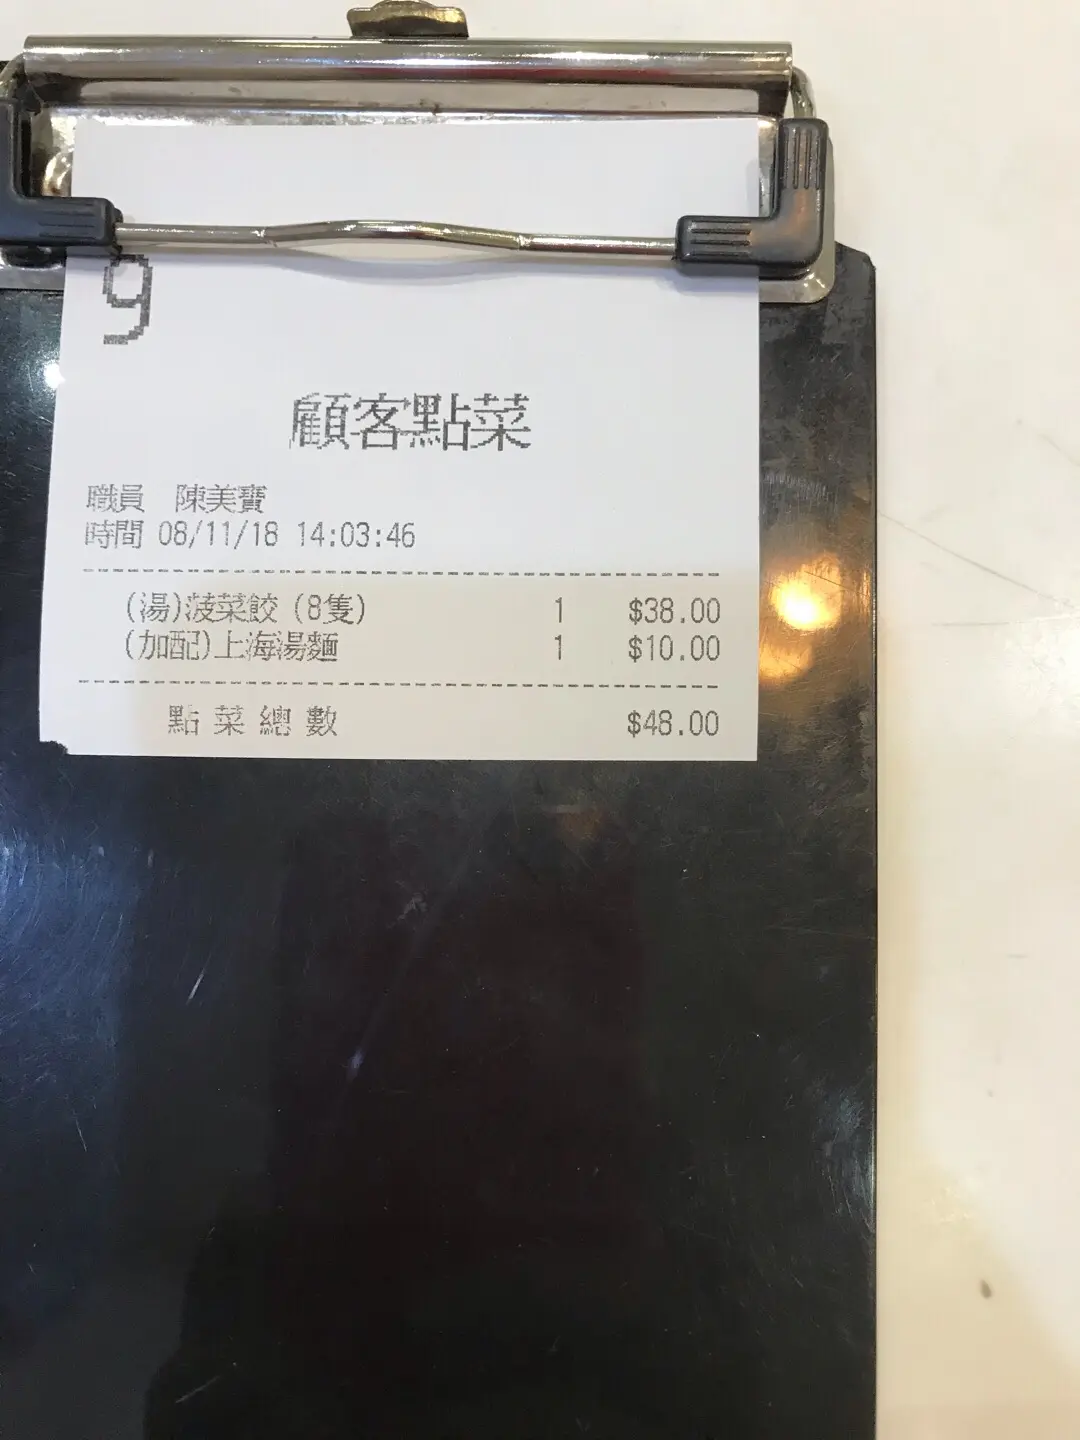 9
顧客點菜
職員 陳美寶
時間 08/11/18 14:03:46
(湯)菠菜餃 (8隻) 1 $38.00
(加配)上海湯麵 1 $10.00
點菜總數 $48.00